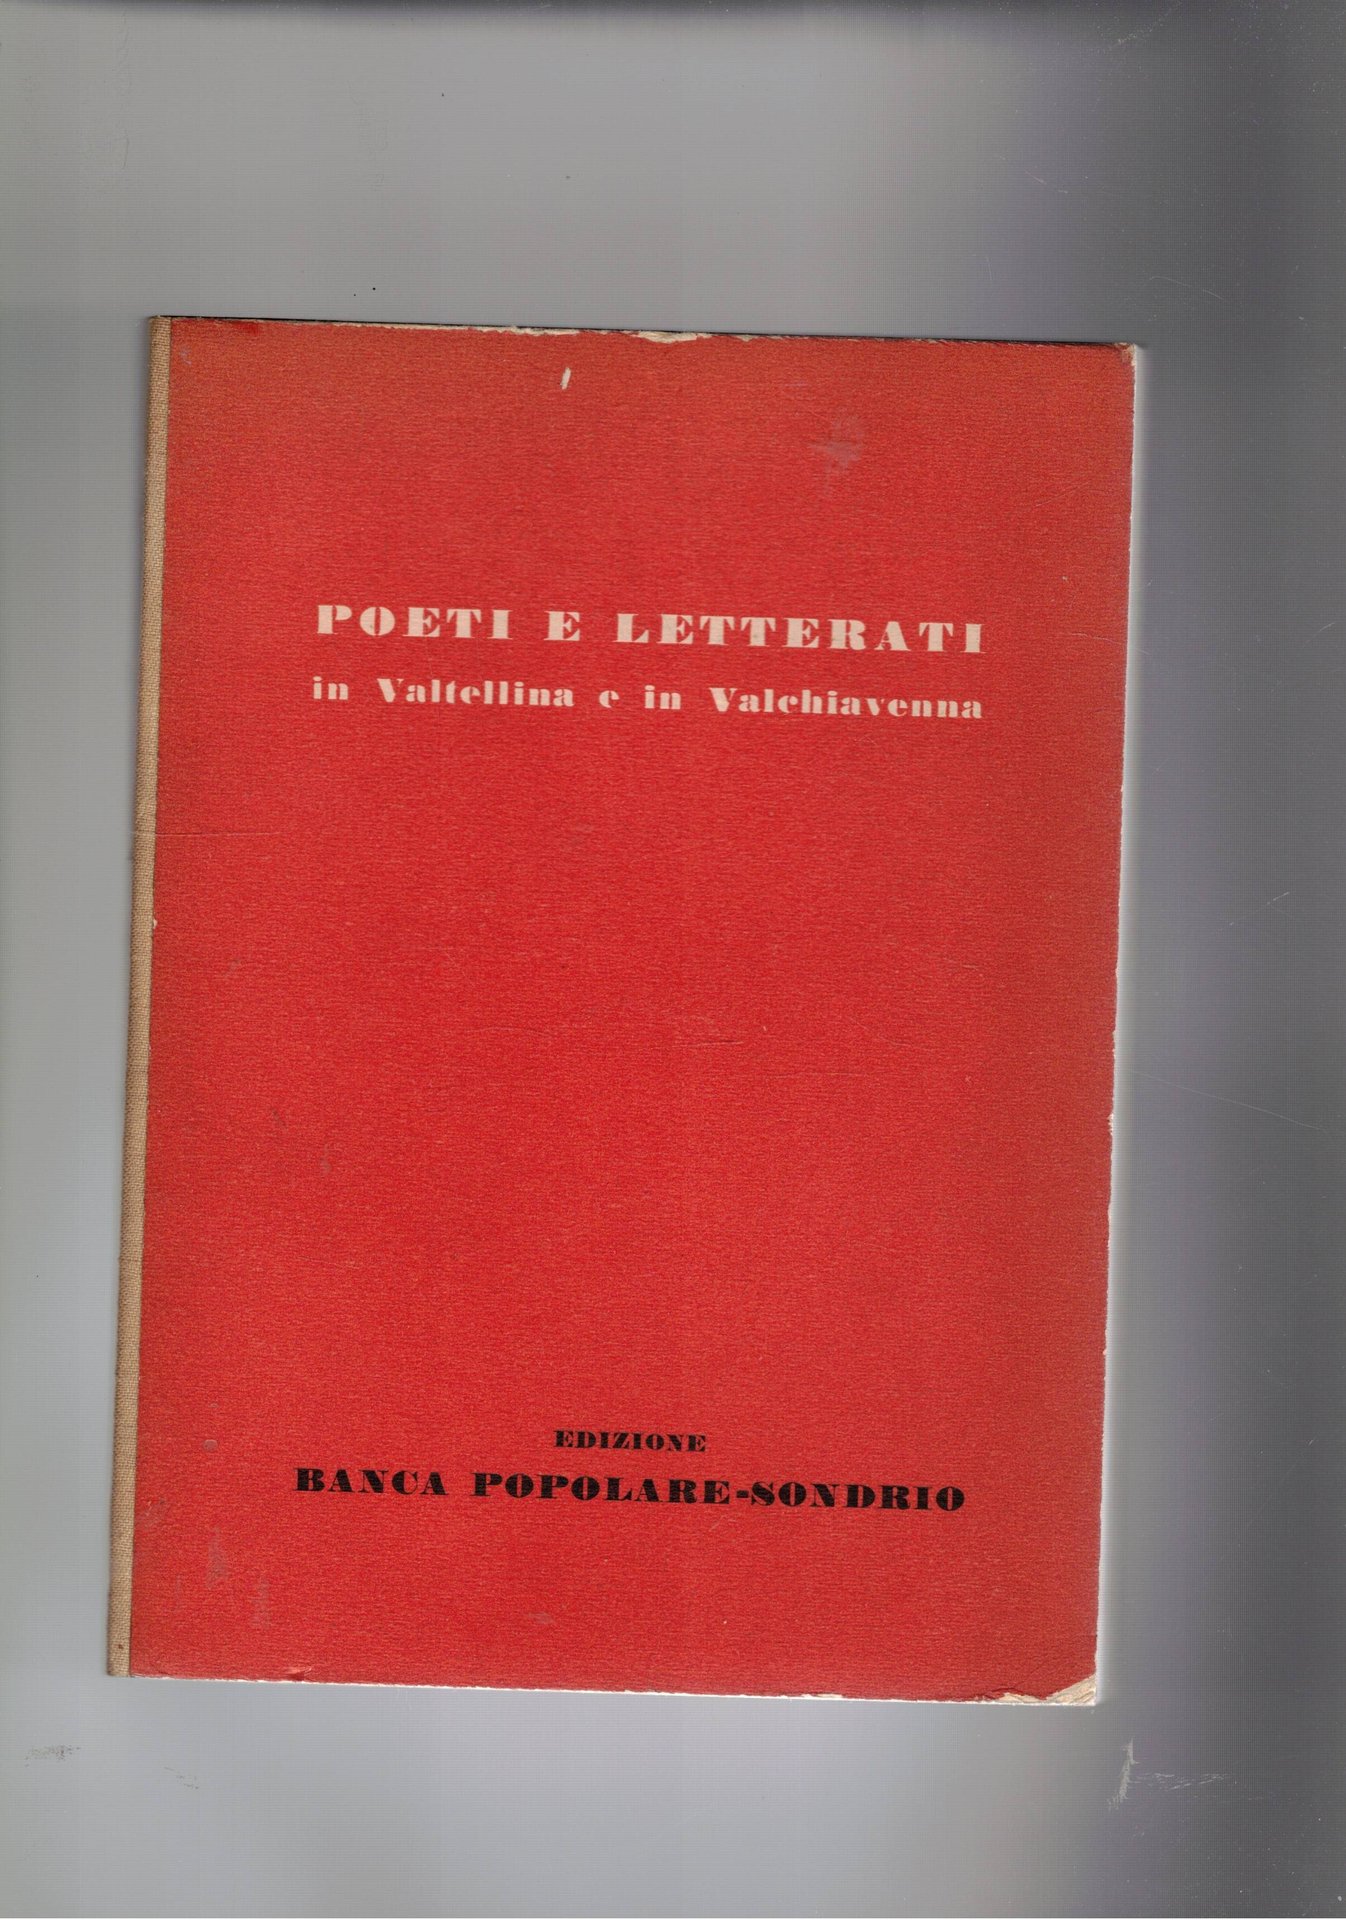 POETI E LETTERATI
in Valtellina e in Valchiavenna
EDIZIONE
BANCA POPOLARE-SONDRIO